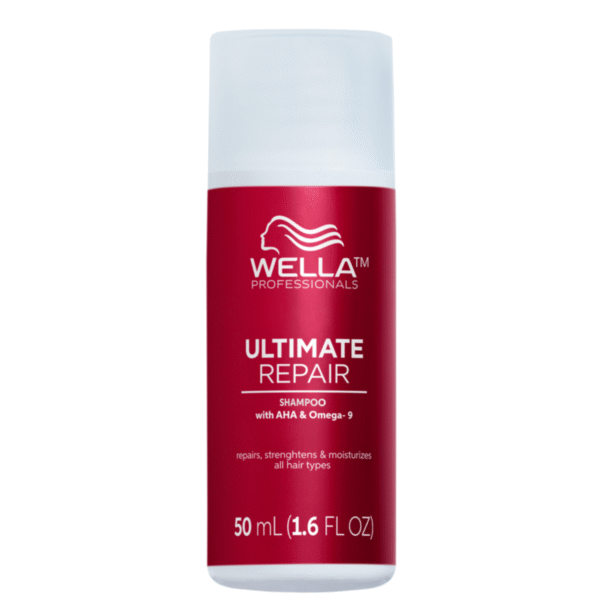 WELLA™
PROFESSIONALS
ULTIMATE
REPAIR
SHAMPOO
with AHA & Omega- 9
repairs, strenghtens & moisturizes
all hair types
50 mL (1.6 FL OZ)